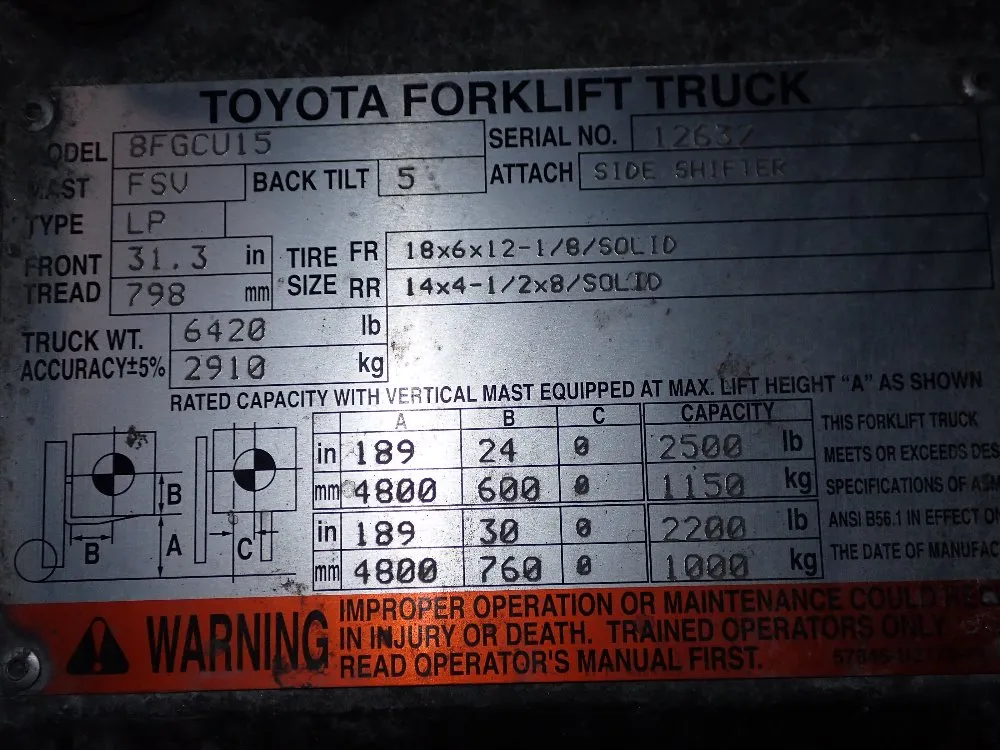 TOYOTA FORKLIFT TRUCK
ODEL 8FGCU15 SERIAL NO. 12632
MAST FSV BACK TILT 5 ATTACH SIDE SHIFTER
TYPE LP
FRONT TREAD 31.3 in 798 mm
TIRE SIZE FR 18x6x12-1/8/SOLID
RR 14x4-1/2x8/SOLID
TRUCK WT. 6420 lb
ACCURACY±5% 2910 kg
RATED CAPACITY WITH VERTICAL MAST EQUIPPED AT MAX. LIFT HEIGHT “A” AS SHOWN
A B C CAPACITY
in 189 24 0 2500 lb
mm 4800 600 0 1150 kg
in 189 30 0 2200 lb
mm 4800 760 0 1000 kg
B B A C
THIS FORKLIFT TRUCK
MEETS OR EXCEEDS DES
SPECIFICATIONS OF ASM
ANSI B56.1 IN EFFECT ON
THE DATE OF MANUFAC
WARNING
IMPROPER OPERATION OR MAINTENANCE COULD RE
IN INJURY OR DEATH. TRAINED OPERATORS ONLY
READ OPERATOR'S MANUAL FIRST.